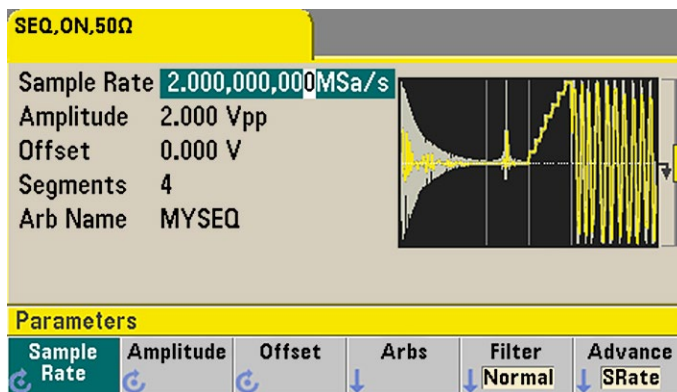 SEQ,ON,50Ω
Sample Rate 2.000,000,000MSa/s
Amplitude 2.000 Vpp
Offset 0.000 V
Segments 4
Arb Name MYSEQ
Parameters
Sample Rate Amplitude Offset Arbs Filter Normal Advance SRate